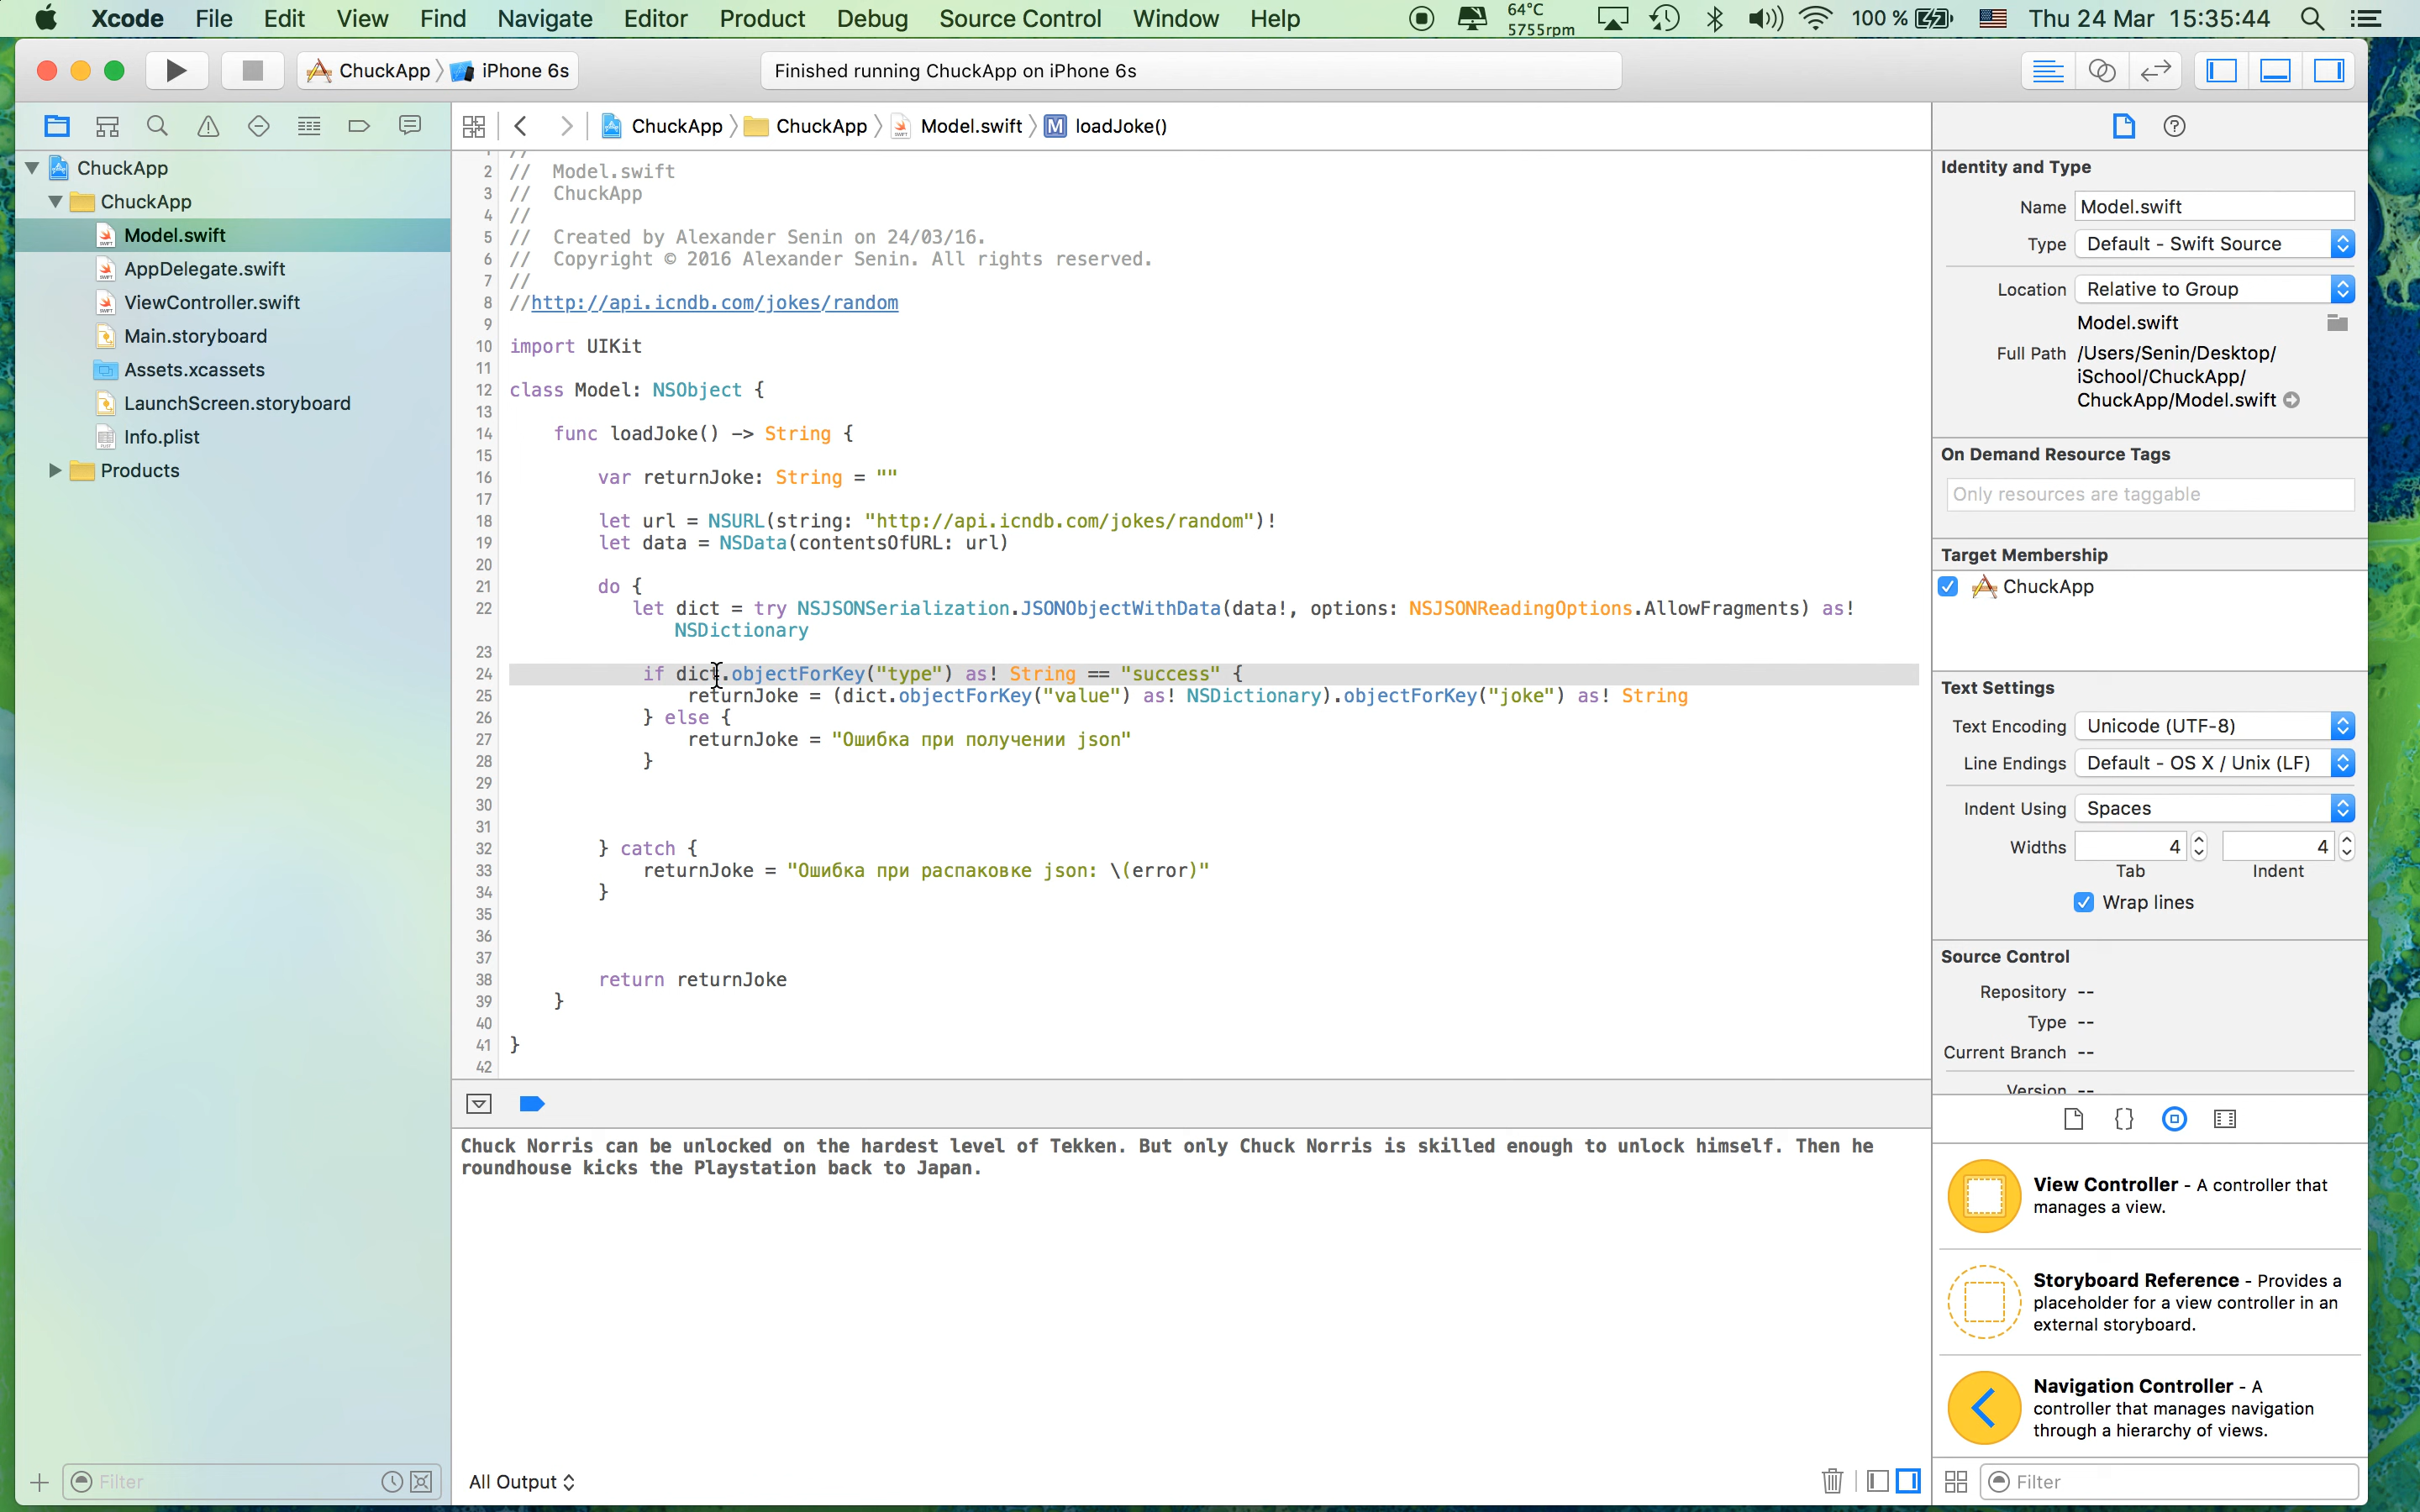 Xcode File Edit View Find Navigate Editor Product Debug Source Control Window Help 64°C 5755rpm 100 % Thu 24 Mar 15:35:44
ChuckApp iPhone 6s
Finished running ChuckApp on iPhone 6s
ChuckApp
ChuckApp
Model.swift
AppDelegate.swift
ViewController.swift
Main.storyboard
Assets.xcassets
LaunchScreen.storyboard
Info.plist
Products
Filter
ChuckApp ChuckApp Model.swift M loadJoke()
2 // Model.swift
3 // ChuckApp
4 //
5 // Created by Alexander Senin on 24/03/16.
6 // Copyright © 2016 Alexander Senin. All rights reserved.
7 //
8 //http://api.icndb.com/jokes/random
9
10 import UIKit
11
12 class Model: NSObject {
13
14 func loadJoke() -> String {
15
16 var returnJoke: String = ""
17
18 let url = NSURL(string: "http://api.icndb.com/jokes/random")!
19 let data = NSData(contentsOfURL: url)
20
21 do {
22 let dict = try NSJSONSerialization.JSONObjectWithData(data!, options: NSJSONReadingOptions.AllowFragments) as!
NSDictionary
23
24 if dict.objectForKey("type") as! String == "success" {
25 returnJoke = (dict.objectForKey("value") as! NSDictionary).objectForKey("joke") as! String
26 } else {
27 returnJoke = "Ошибка при получении json"
28 }
29
30
31
32 } catch {
33 returnJoke = "Ошибка при распаковке json: \(error)"
34 }
35
36
37
38 return returnJoke
39 }
40
41 }
42
Chuck Norris can be unlocked on the hardest level of Tekken. But only Chuck Norris is skilled enough to unlock himself. Then he
roundhouse kicks the Playstation back to Japan.
All Output
Identity and Type
Name Model.swift
Type Default - Swift Source
Location Relative to Group
Model.swift
Full Path /Users/Senin/Desktop/
iSchool/ChuckApp/
ChuckApp/Model.swift
On Demand Resource Tags
Only resources are taggable
Target Membership
ChuckApp
Text Settings
Text Encoding Unicode (UTF-8)
Line Endings Default - OS X / Unix (LF)
Indent Using Spaces
Widths 4 4
Tab Indent
Wrap lines
Source Control
Repository --
Type --
Current Branch --
Version --
View Controller - A controller that
manages a view.
Storyboard Reference - Provides a
placeholder for a view controller in an
external storyboard.
Navigation Controller - A
controller that manages navigation
through a hierarchy of views.
Filter